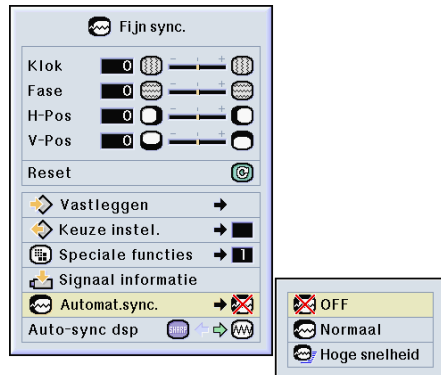 Fijn sync.
Klok 0 - +
Fase 0 - +
H-Pos 0 - +
V-Pos 0 - +
Reset
Vastleggen
Keuze instel.
Speciale functies 1
Signaal informatie
Automat.sync.
Auto-sync dsp SHARP
OFF
Normaal
Hoge snelheid